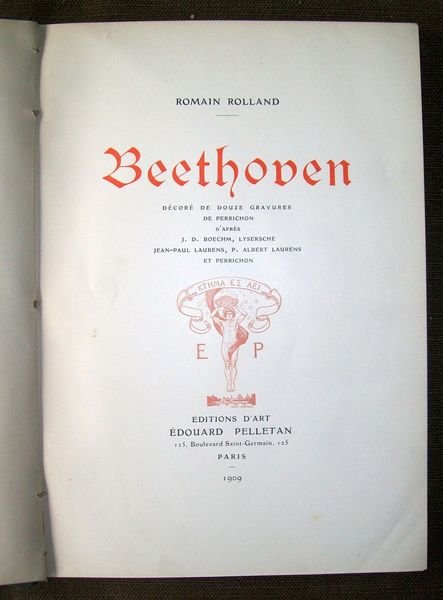 ROMAIN ROLLAND
Beethoven
DÉCORÉ DE DOUZE GRAVURES
DE PERRICHON
D'APRÈS
J. D. BOECHM, LYSERSCHE
JEAN-PAUL LAURENS, P. ALBERT LAURENS
ET PERRICHON
ΚΤΗΜΑ ΕΣ ΑΕΙ
E P
EDITIONS D'ART
ÉDOUARD PELLETAN
125, Boulevard Saint-Germain, 125
PARIS
1909